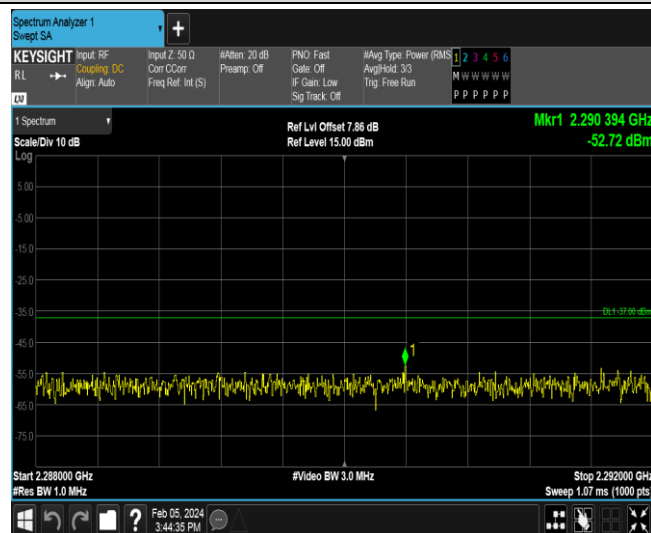 Spectrum Analyzer 1
Swept SA
+
KEYSIGHT Input: RF Input Z: 50 Ω #Atten: 20 dB PNO: Fast #Avg Type: Power (RMS 1 2 3 4 5 6
RL Coupling: DC Corr CCorr Preamp: Off Gate: Off Avg|Hold: 3/3 M W W W W W
Align: Auto Freq Ref: Int (S) IF Gain: Low Trig: Free Run
LXI Sig Track: Off P P P P P P
1 Spectrum Ref Lvl Offset 7.86 dB Mkr1 2.290 394 GHz
Scale/Div 10 dB Ref Level 15.00 dBm -52.72 dBm
Log
5.00
-5.00
-15.0
-25.0
-35.0 DL1 -37.00 dBm
-45.0
1
-55.0
-65.0
-75.0
Start 2.288000 GHz #Video BW 3.0 MHz Stop 2.292000 GHz
#Res BW 1.0 MHz Sweep 1.07 ms (1000 pts)
? Feb 05, 2024
3:44:35 PM